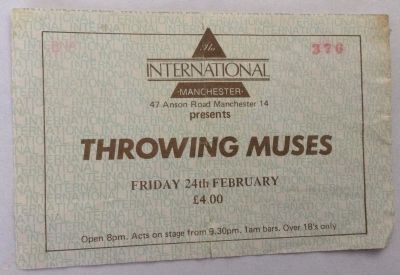 376
The
INTERNATIONAL
·MANCHESTER·
47 Anson Road Manchester 14
presents
THROWING MUSES
FRIDAY 24th FEBRUARY
£4.00
Open 8pm. Acts on stage from 9.30pm. 1am bars. Over 18's only